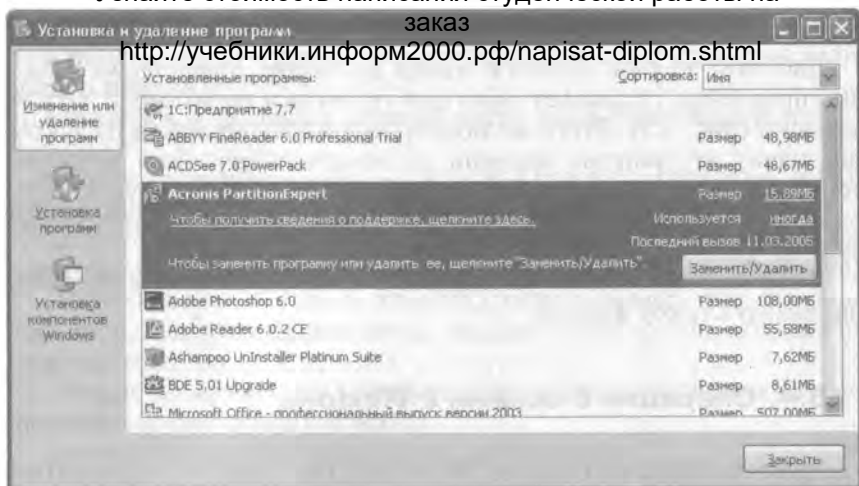 Узнайте стоимость написания студенческой работы на
заказ
http://учебники.информ2000.рф/napisat-diplom.shtml
Установка и удаление программ
Установленные программы:
Сортировка: Имя
Изменение или
удаление
программ
Установка
программ
Установка
компонентов
Windows
1С:Предприятие 7.7
ABBYY FineReader 6.0 Professional Trial Размер 48,98МБ
ACDSee 7.0 PowerPack Размер 48,67МБ
Acronis PartitionExpert Размер 15,89МБ
Чтобы получить сведения о поддержке, щелкните здесь. Используется иногда
Последний вызов 11.03.2005
Чтобы заменить программу или удалить ее, щелкните "Заменить/Удалить".
Заменить/Удалить
Adobe Photoshop 6.0 Размер 108,00МБ
Adobe Reader 6.0.2 CE Размер 55,58МБ
Ashampoo UnInstaller Platinum Suite Размер 7,62МБ
BDE 5.01 Upgrade Размер 8,61МБ
Microsoft Office - профессиональный выпуск версии 2003 Размер 507,00МБ
Закрыть